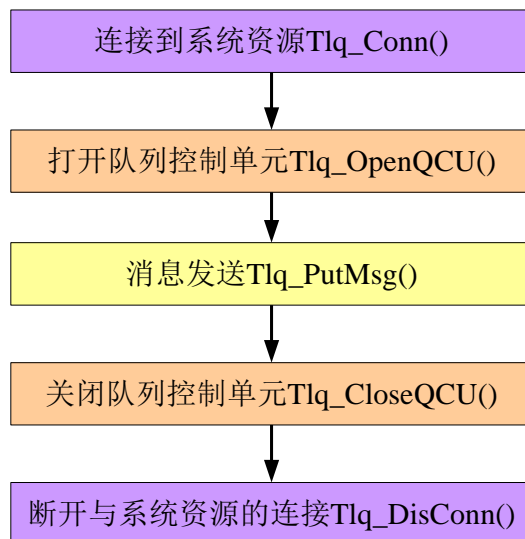 连接到系统资源Tlq_Conn()
打开队列控制单元Tlq_OpenQCU()
消息发送Tlq_PutMsg()
关闭队列控制单元Tlq_CloseQCU()
断开与系统资源的连接Tlq_DisConn()